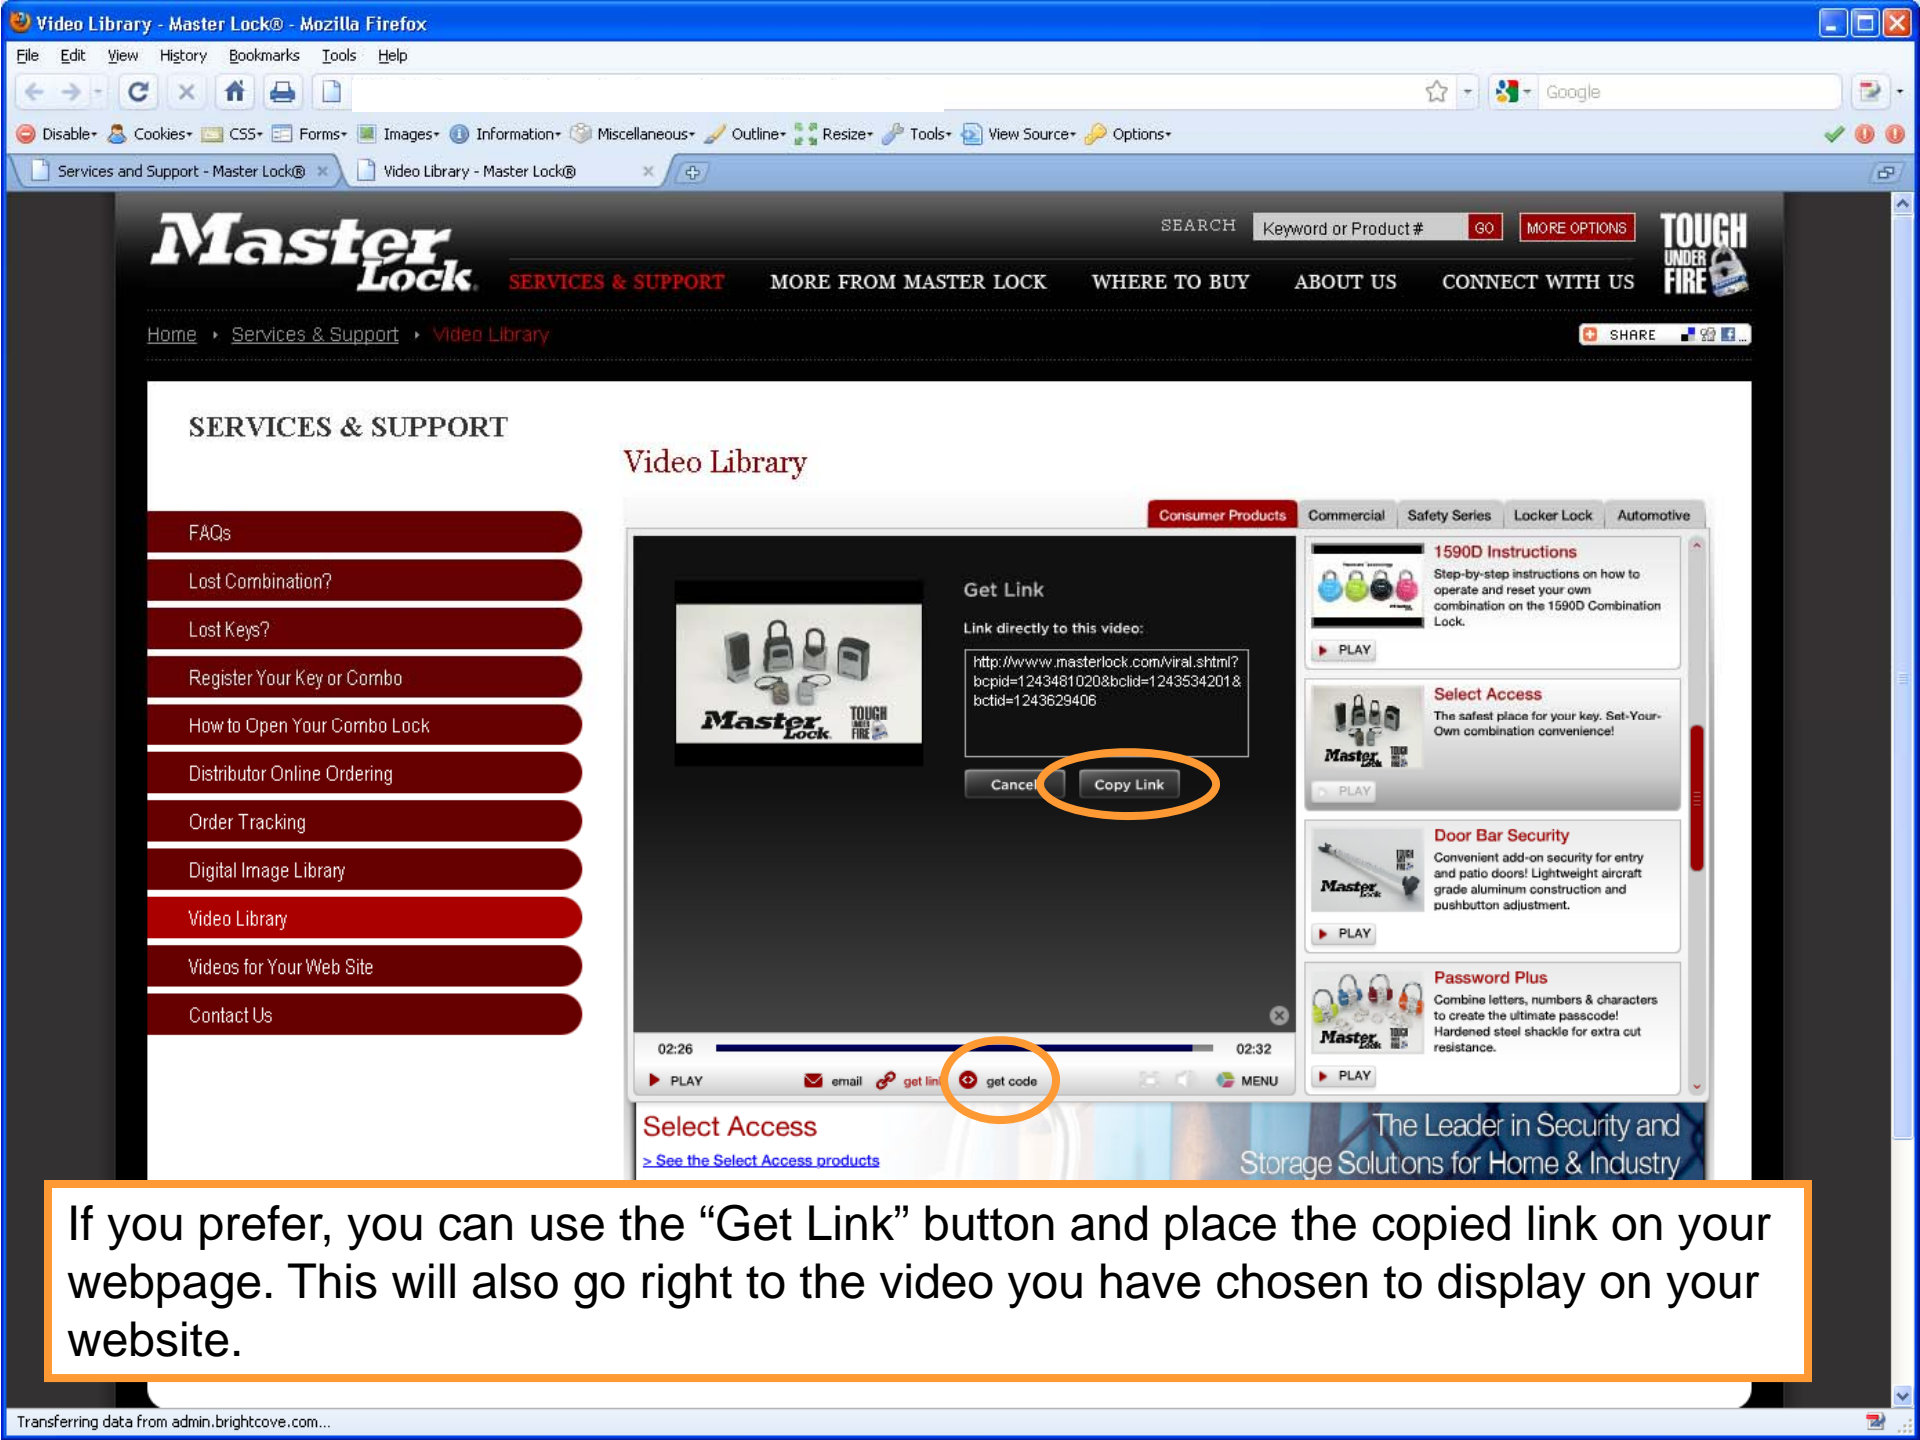 Video Library - Master Lock® - Mozilla Firefox
File Edit View History Bookmarks Tools Help
Google
Disable Cookies CSS Forms Images Information Miscellaneous Outline Resize Tools View Source Options
Services and Support - Master Lock® Video Library - Master Lock®
Master Lock
SEARCH Keyword or Product # GO MORE OPTIONS
TOUGH UNDER FIRE
SERVICES & SUPPORT MORE FROM MASTER LOCK WHERE TO BUY ABOUT US CONNECT WITH US
Home Services & Support Video Library
SHARE
SERVICES & SUPPORT
FAQs
Lost Combination?
Lost Keys?
Register Your Key or Combo
How to Open Your Combo Lock
Distributor Online Ordering
Order Tracking
Digital Image Library
Video Library
Videos for Your Web Site
Contact Us
Video Library
Consumer Products Commercial Safety Series Locker Lock Automotive
Master Lock
TOUGH UNDER FIRE
Get Link
Link directly to this video:
http://www.masterlock.com/viral.shtml?
bcpid=1243481020&bclid=1243534201&
bctid=1243629406
Cancel Copy Link
02:26 02:32
PLAY email get link get code MENU
1590D Instructions
Step-by-step instructions on how to
operate and reset your own
combination on the 1590D Combination
Lock.
PLAY
Select Access
The safest place for your key. Set-Your-
Own combination convenience!
Master Lock
PLAY
Door Bar Security
Convenient add-on security for entry
and patio doors! Lightweight aircraft
grade aluminum construction and
pushbutton adjustment.
Master Lock
PLAY
Password Plus
Combine letters, numbers & characters
to create the ultimate passcode!
Hardened steel shackle for extra cut
resistance.
Master Lock
PLAY
Select Access
> See the Select Access products
The Leader in Security and
Storage Solutions for Home & Industry
If you prefer, you can use the “Get Link” button and place the copied link on your
webpage. This will also go right to the video you have chosen to display on your
website.
Transferring data from admin.brightcove.com...